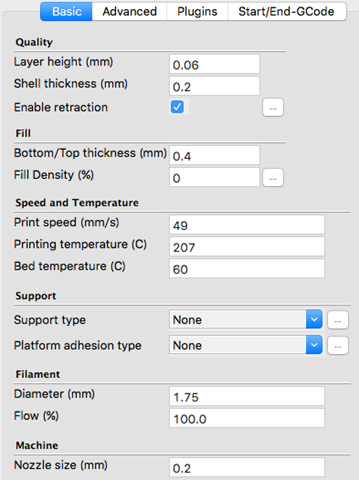 Basic Advanced Plugins Start/End-GCode
Quality
Layer height (mm) 0.06
Shell thickness (mm) 0.2
Enable retraction ...
Fill
Bottom/Top thickness (mm) 0.4
Fill Density (%) 0 ...
Speed and Temperature
Print speed (mm/s) 49
Printing temperature (C) 207
Bed temperature (C) 60
Support
Support type None ...
Platform adhesion type None ...
Filament
Diameter (mm) 1.75
Flow (%) 100.0
Machine
Nozzle size (mm) 0.2